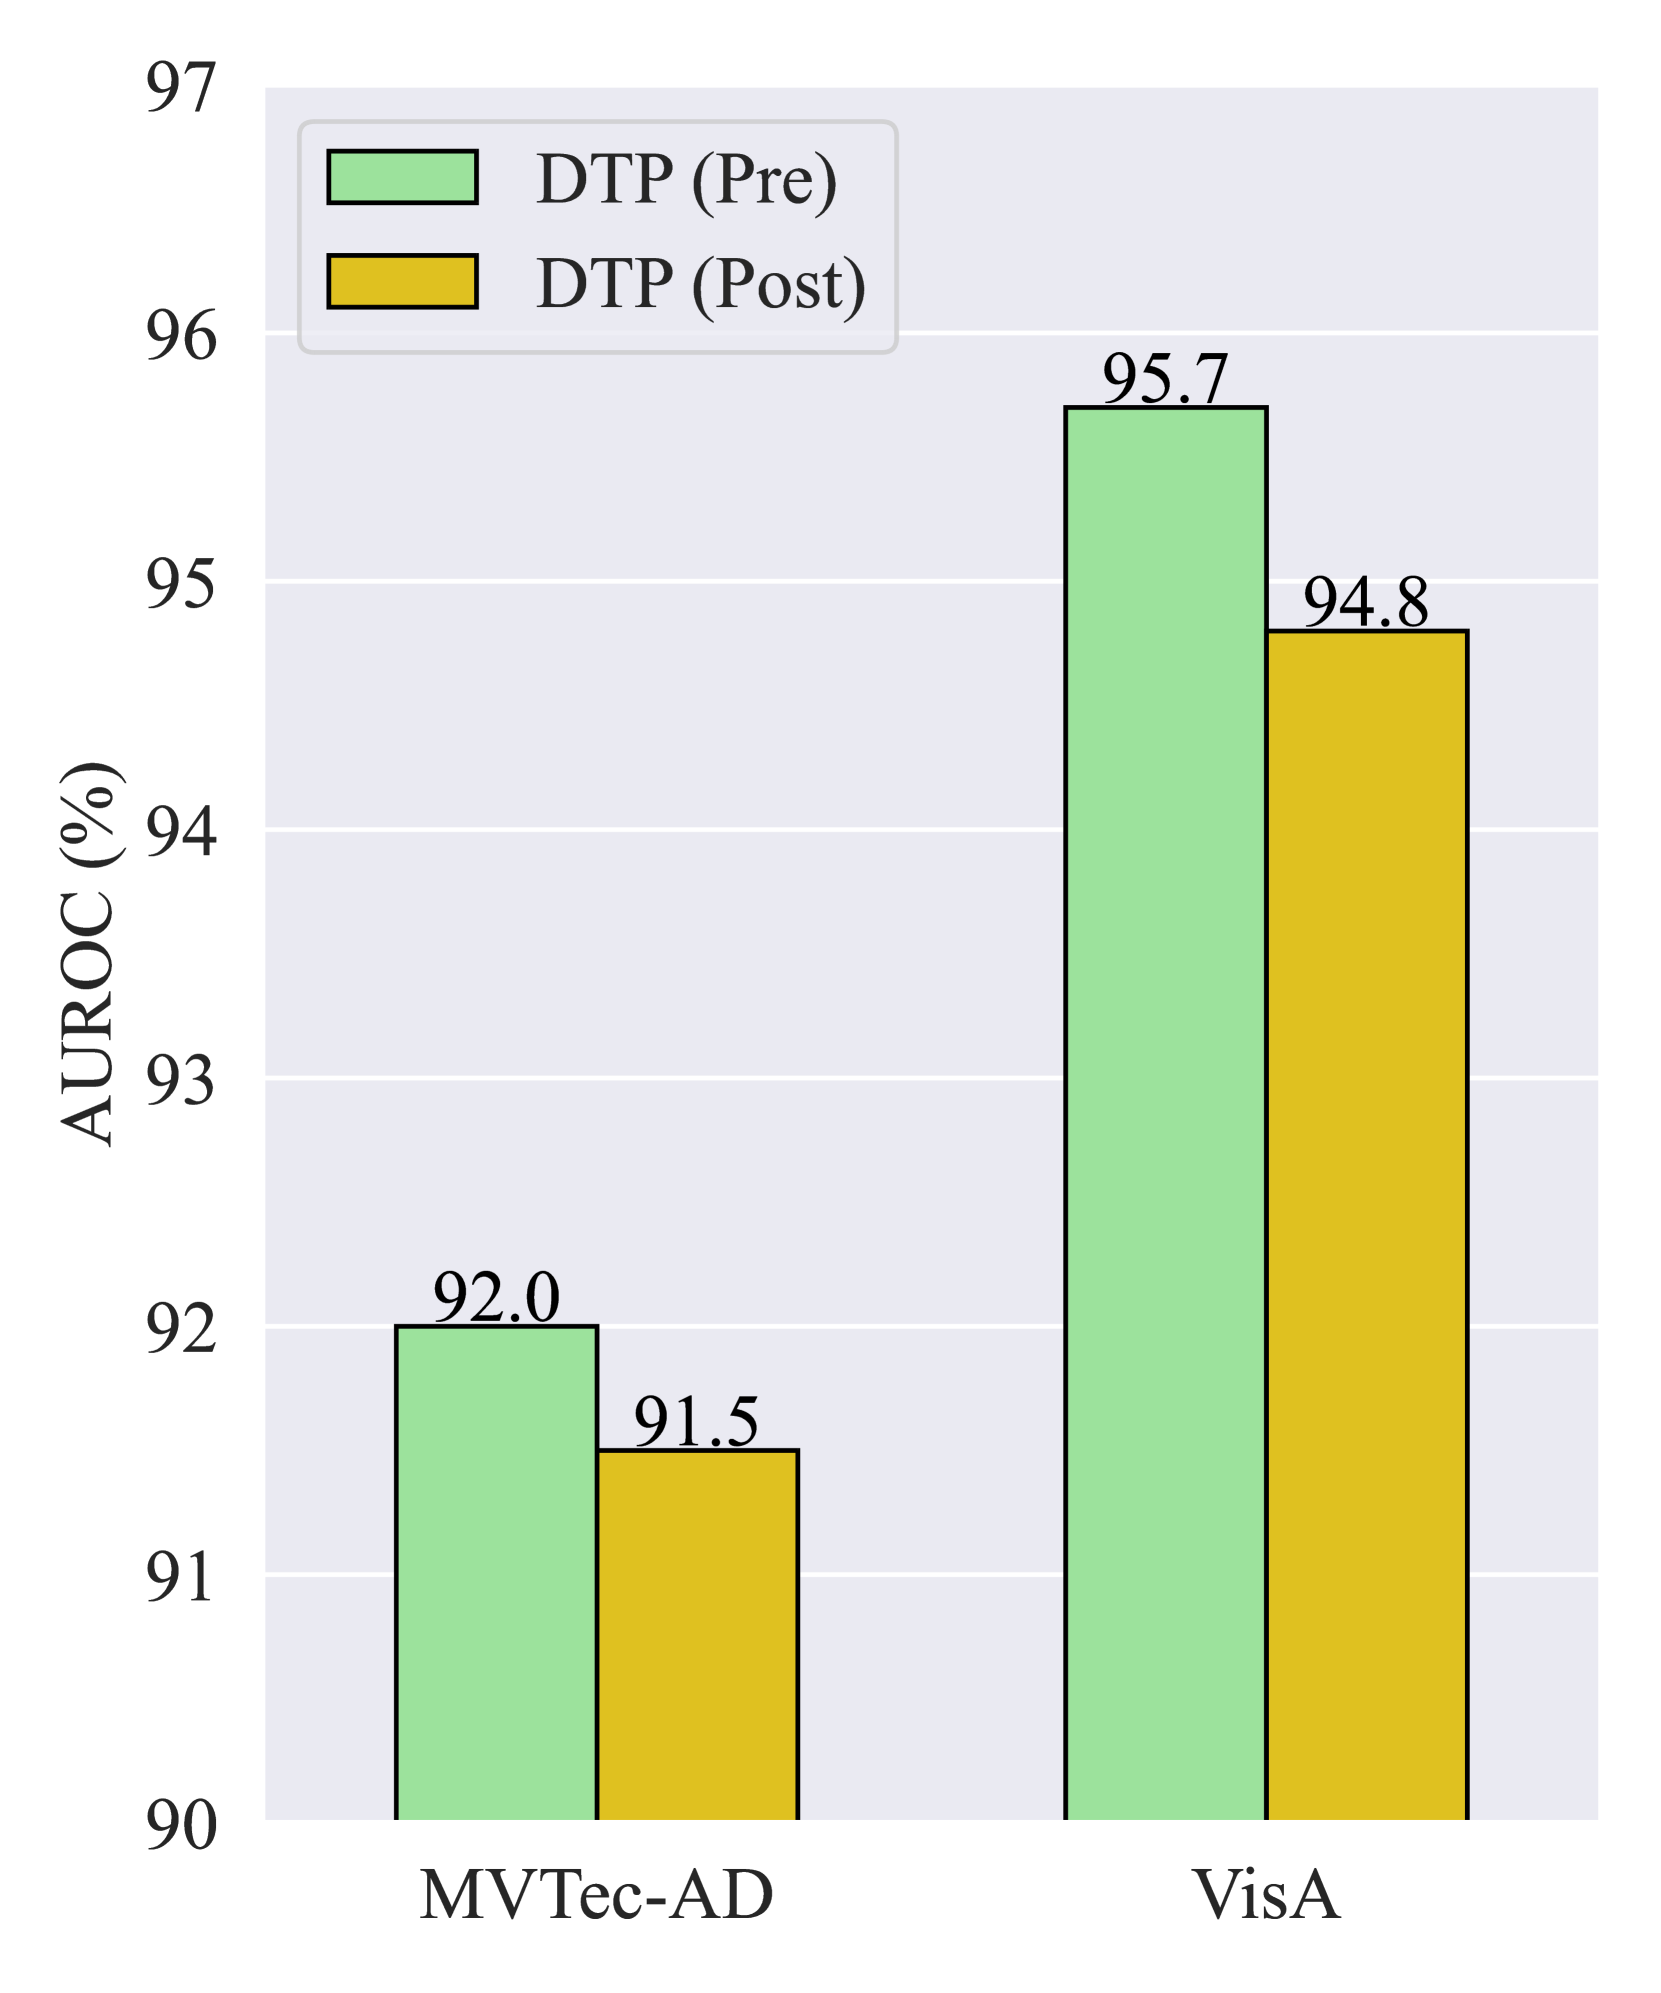 97
96
95
94
93
92
91
90
AUROC (%)
DTP (Pre)
DTP (Post)
92.0
91.5
95.7
94.8
MVTec-AD
VisA